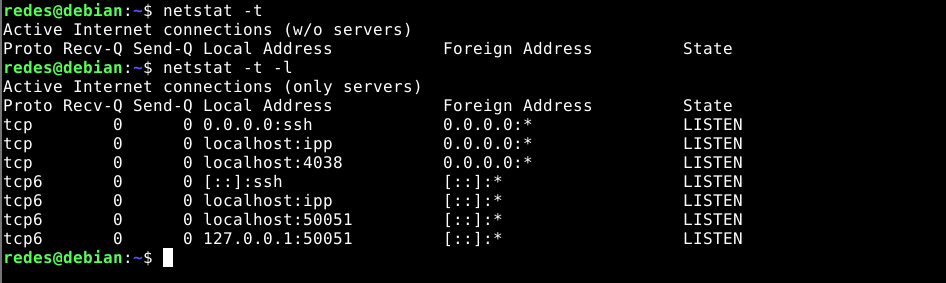 redes@debian:~$ netstat -t
Active Internet connections (w/o servers)
Proto Recv-Q Send-Q Local Address           Foreign Address         State
redes@debian:~$ netstat -t -l
Active Internet connections (only servers)
Proto Recv-Q Send-Q Local Address           Foreign Address         State
tcp        0      0 0.0.0.0:ssh             0.0.0.0:*               LISTEN
tcp        0      0 localhost:ipp           0.0.0.0:*               LISTEN
tcp        0      0 localhost:4038          0.0.0.0:*               LISTEN
tcp6       0      0 [::]:ssh                [::]:*                  LISTEN
tcp6       0      0 localhost:ipp           [::]:*                  LISTEN
tcp6       0      0 localhost:50051         [::]:*                  LISTEN
tcp6       0      0 127.0.0.1:50051         [::]:*                  LISTEN
redes@debian:~$